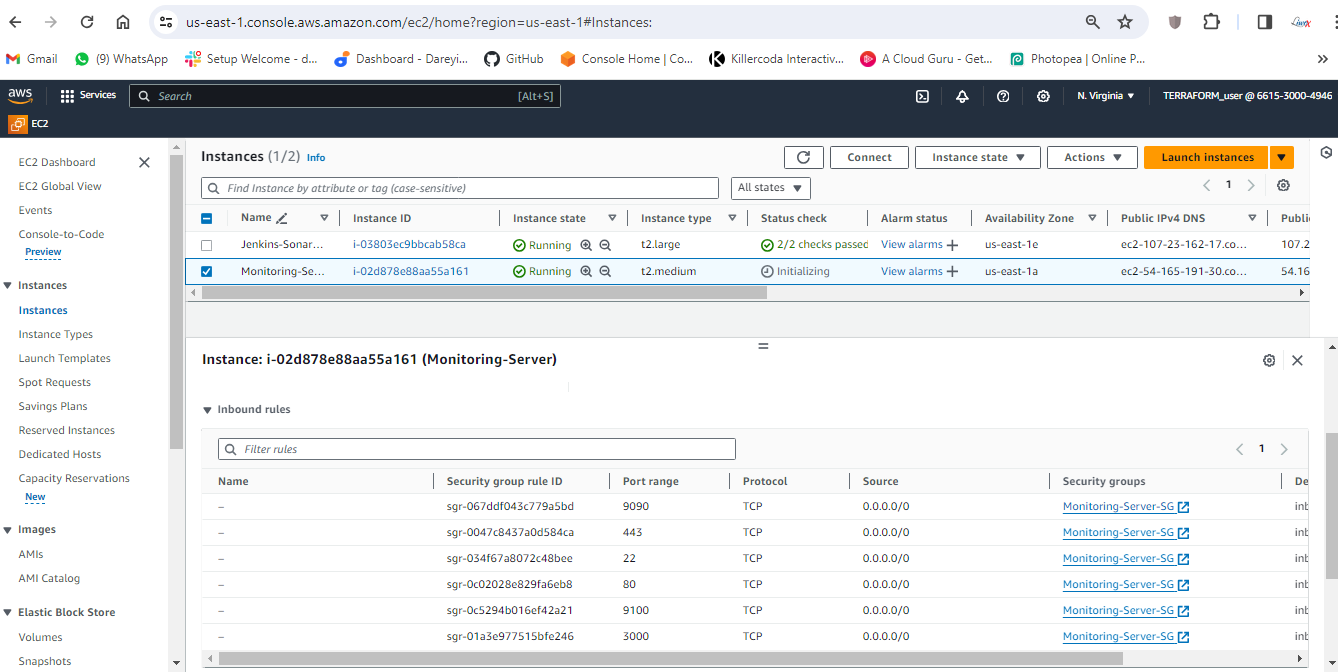 us-east-1.console.aws.amazon.com/ec2/home?region=us-east-1#Instances:
Gmail (9) WhatsApp Setup Welcome - d... Dashboard - Dareyi... GitHub Console Home | Co... Killercoda Interactiv... A Cloud Guru - Get... Photopea | Online P... »
aws Services Search [Alt+S] N. Virginia ▼ TERRAFORM_user @ 6615-3000-4946
EC2
EC2 Dashboard
EC2 Global View
Events
Console-to-Code
Preview
Instances
Instances
Instance Types
Launch Templates
Spot Requests
Savings Plans
Reserved Instances
Dedicated Hosts
Capacity Reservations
New
Images
AMIs
AMI Catalog
Elastic Block Store
Volumes
Snapshots
Instances (1/2) Info Connect Instance state ▼ Actions ▼ Launch instances ▼
Find Instance by attribute or tag (case-sensitive) All states ▼ 1
Name Instance ID Instance state Instance type Status check Alarm status Availability Zone Public IPv4 DNS Public
Jenkins-Sonar... i-03803ec9bbcab58ca Running t2.large 2/2 checks passed View alarms + us-east-1e ec2-107-23-162-17.co... 107.2
Monitoring-Se... i-02d878e88aa55a161 Running t2.medium Initializing View alarms + us-east-1a ec2-54-165-191-30.co... 54.16
Instance: i-02d878e88aa55a161 (Monitoring-Server)
Inbound rules
Filter rules 1
Name Security group rule ID Port range Protocol Source Security groups De
– sgr-067ddf043c779a5bd 9090 TCP 0.0.0.0/0 Monitoring-Server-SG inb
– sgr-0047c8437a0d584ca 443 TCP 0.0.0.0/0 Monitoring-Server-SG inb
– sgr-034f67a8072c48bee 22 TCP 0.0.0.0/0 Monitoring-Server-SG inb
– sgr-0c02028e829fa6eb8 80 TCP 0.0.0.0/0 Monitoring-Server-SG inb
– sgr-0c5294b016ef42a21 9100 TCP 0.0.0.0/0 Monitoring-Server-SG inb
– sgr-01a3e977515bfe246 3000 TCP 0.0.0.0/0 Monitoring-Server-SG inb